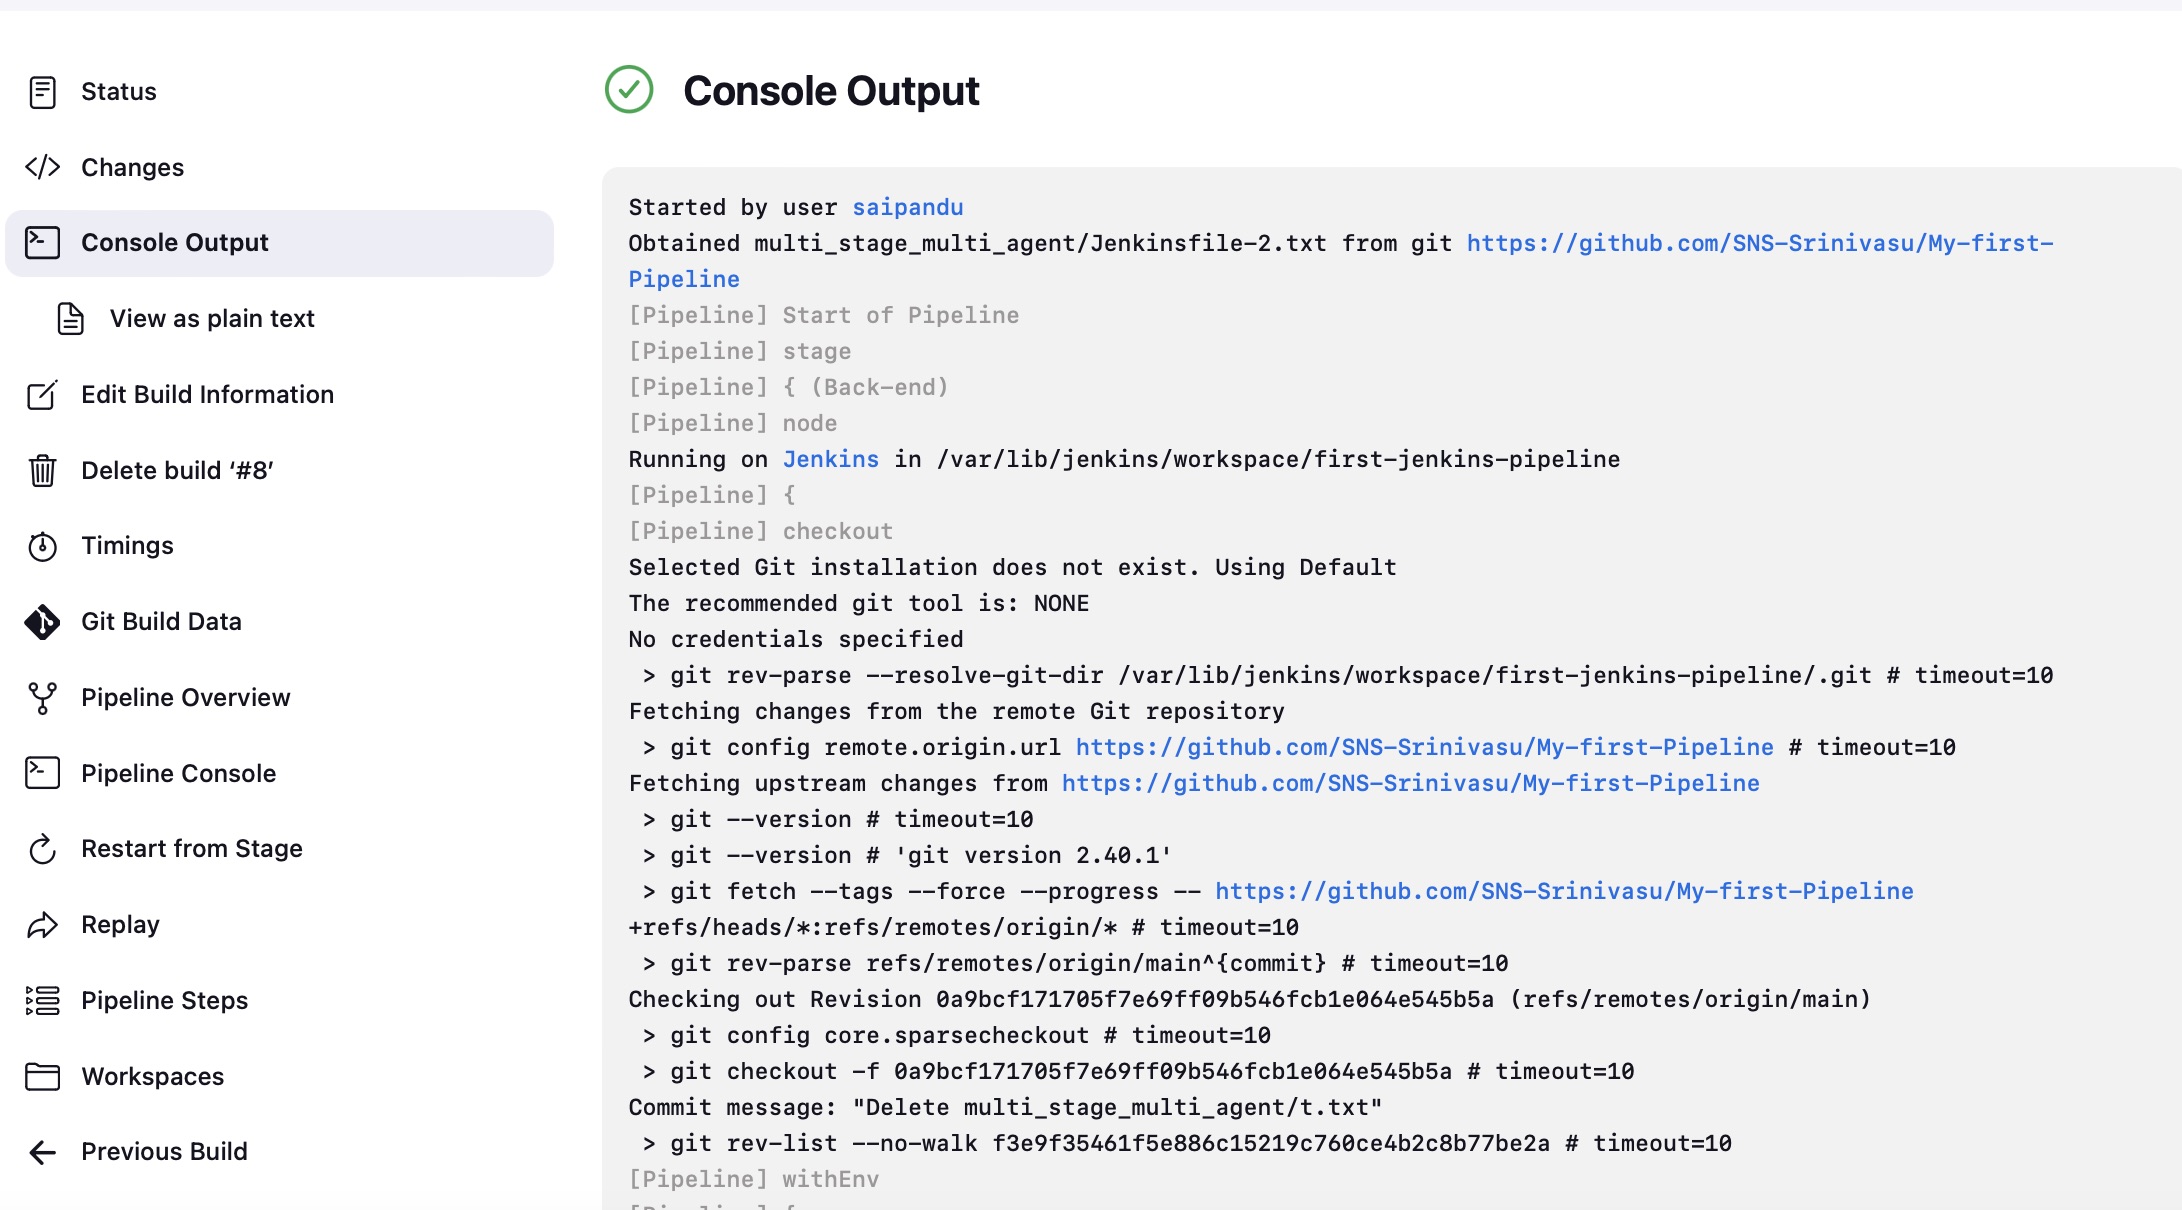 Status
Changes
Console Output
View as plain text
Edit Build Information
Delete build ‘#8’
Timings
Git Build Data
Pipeline Overview
Pipeline Console
Restart from Stage
Replay
Pipeline Steps
Workspaces
Previous Build
Console Output
Started by user saipandu
Obtained multi_stage_multi_agent/Jenkinsfile-2.txt from git https://github.com/SNS-Srinivasu/My-first-
Pipeline
[Pipeline] Start of Pipeline
[Pipeline] stage
[Pipeline] { (Back-end)
[Pipeline] node
Running on Jenkins in /var/lib/jenkins/workspace/first-jenkins-pipeline
[Pipeline] {
[Pipeline] checkout
Selected Git installation does not exist. Using Default
The recommended git tool is: NONE
No credentials specified
 > git rev-parse --resolve-git-dir /var/lib/jenkins/workspace/first-jenkins-pipeline/.git # timeout=10
Fetching changes from the remote Git repository
 > git config remote.origin.url https://github.com/SNS-Srinivasu/My-first-Pipeline # timeout=10
Fetching upstream changes from https://github.com/SNS-Srinivasu/My-first-Pipeline
 > git --version # timeout=10
 > git --version # 'git version 2.40.1'
 > git fetch --tags --force --progress -- https://github.com/SNS-Srinivasu/My-first-Pipeline
+refs/heads/*:refs/remotes/origin/* # timeout=10
 > git rev-parse refs/remotes/origin/main^{commit} # timeout=10
Checking out Revision 0a9bcf171705f7e69ff09b546fcb1e064e545b5a (refs/remotes/origin/main)
 > git config core.sparsecheckout # timeout=10
 > git checkout -f 0a9bcf171705f7e69ff09b546fcb1e064e545b5a # timeout=10
Commit message: "Delete multi_stage_multi_agent/t.txt"
 > git rev-list --no-walk f3e9f35461f5e886c15219c760ce4b2c8b77be2a # timeout=10
[Pipeline] withEnv